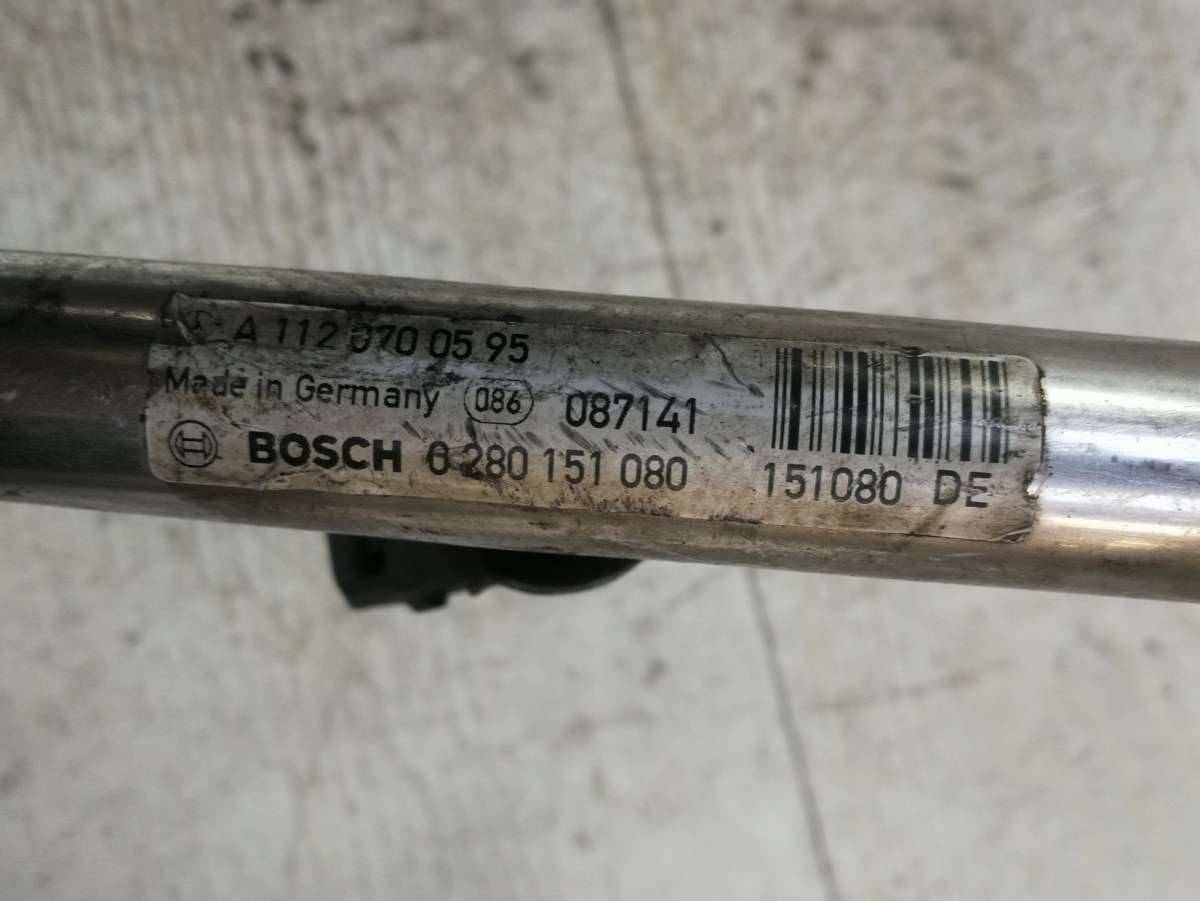 A 112 070 05 95
Made in Germany 086 087141
BOSCH 0 280 151 080 151080 DE